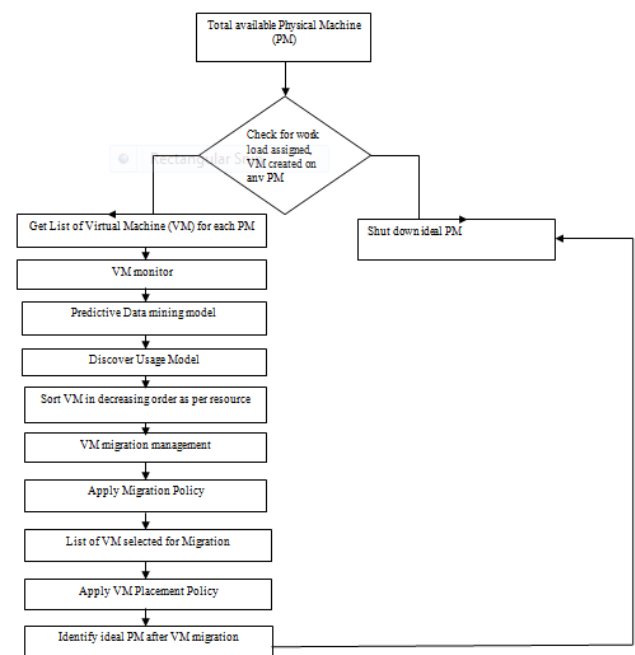 Total available Physical Machine
(PM)
Check for work
load assigned,
VM created on
any PM
Rectangular S
Get List of Virtual Machine (VM) for each PM
Shut down ideal PM
VM monitor
Predictive Data mining model
Discover Usage Model
Sort VM in decreasing order as per resource
VM migration management
Apply Migration Policy
List of VM selected for Migration
Apply VM Placement Policy
Identify ideal PM after VM migration